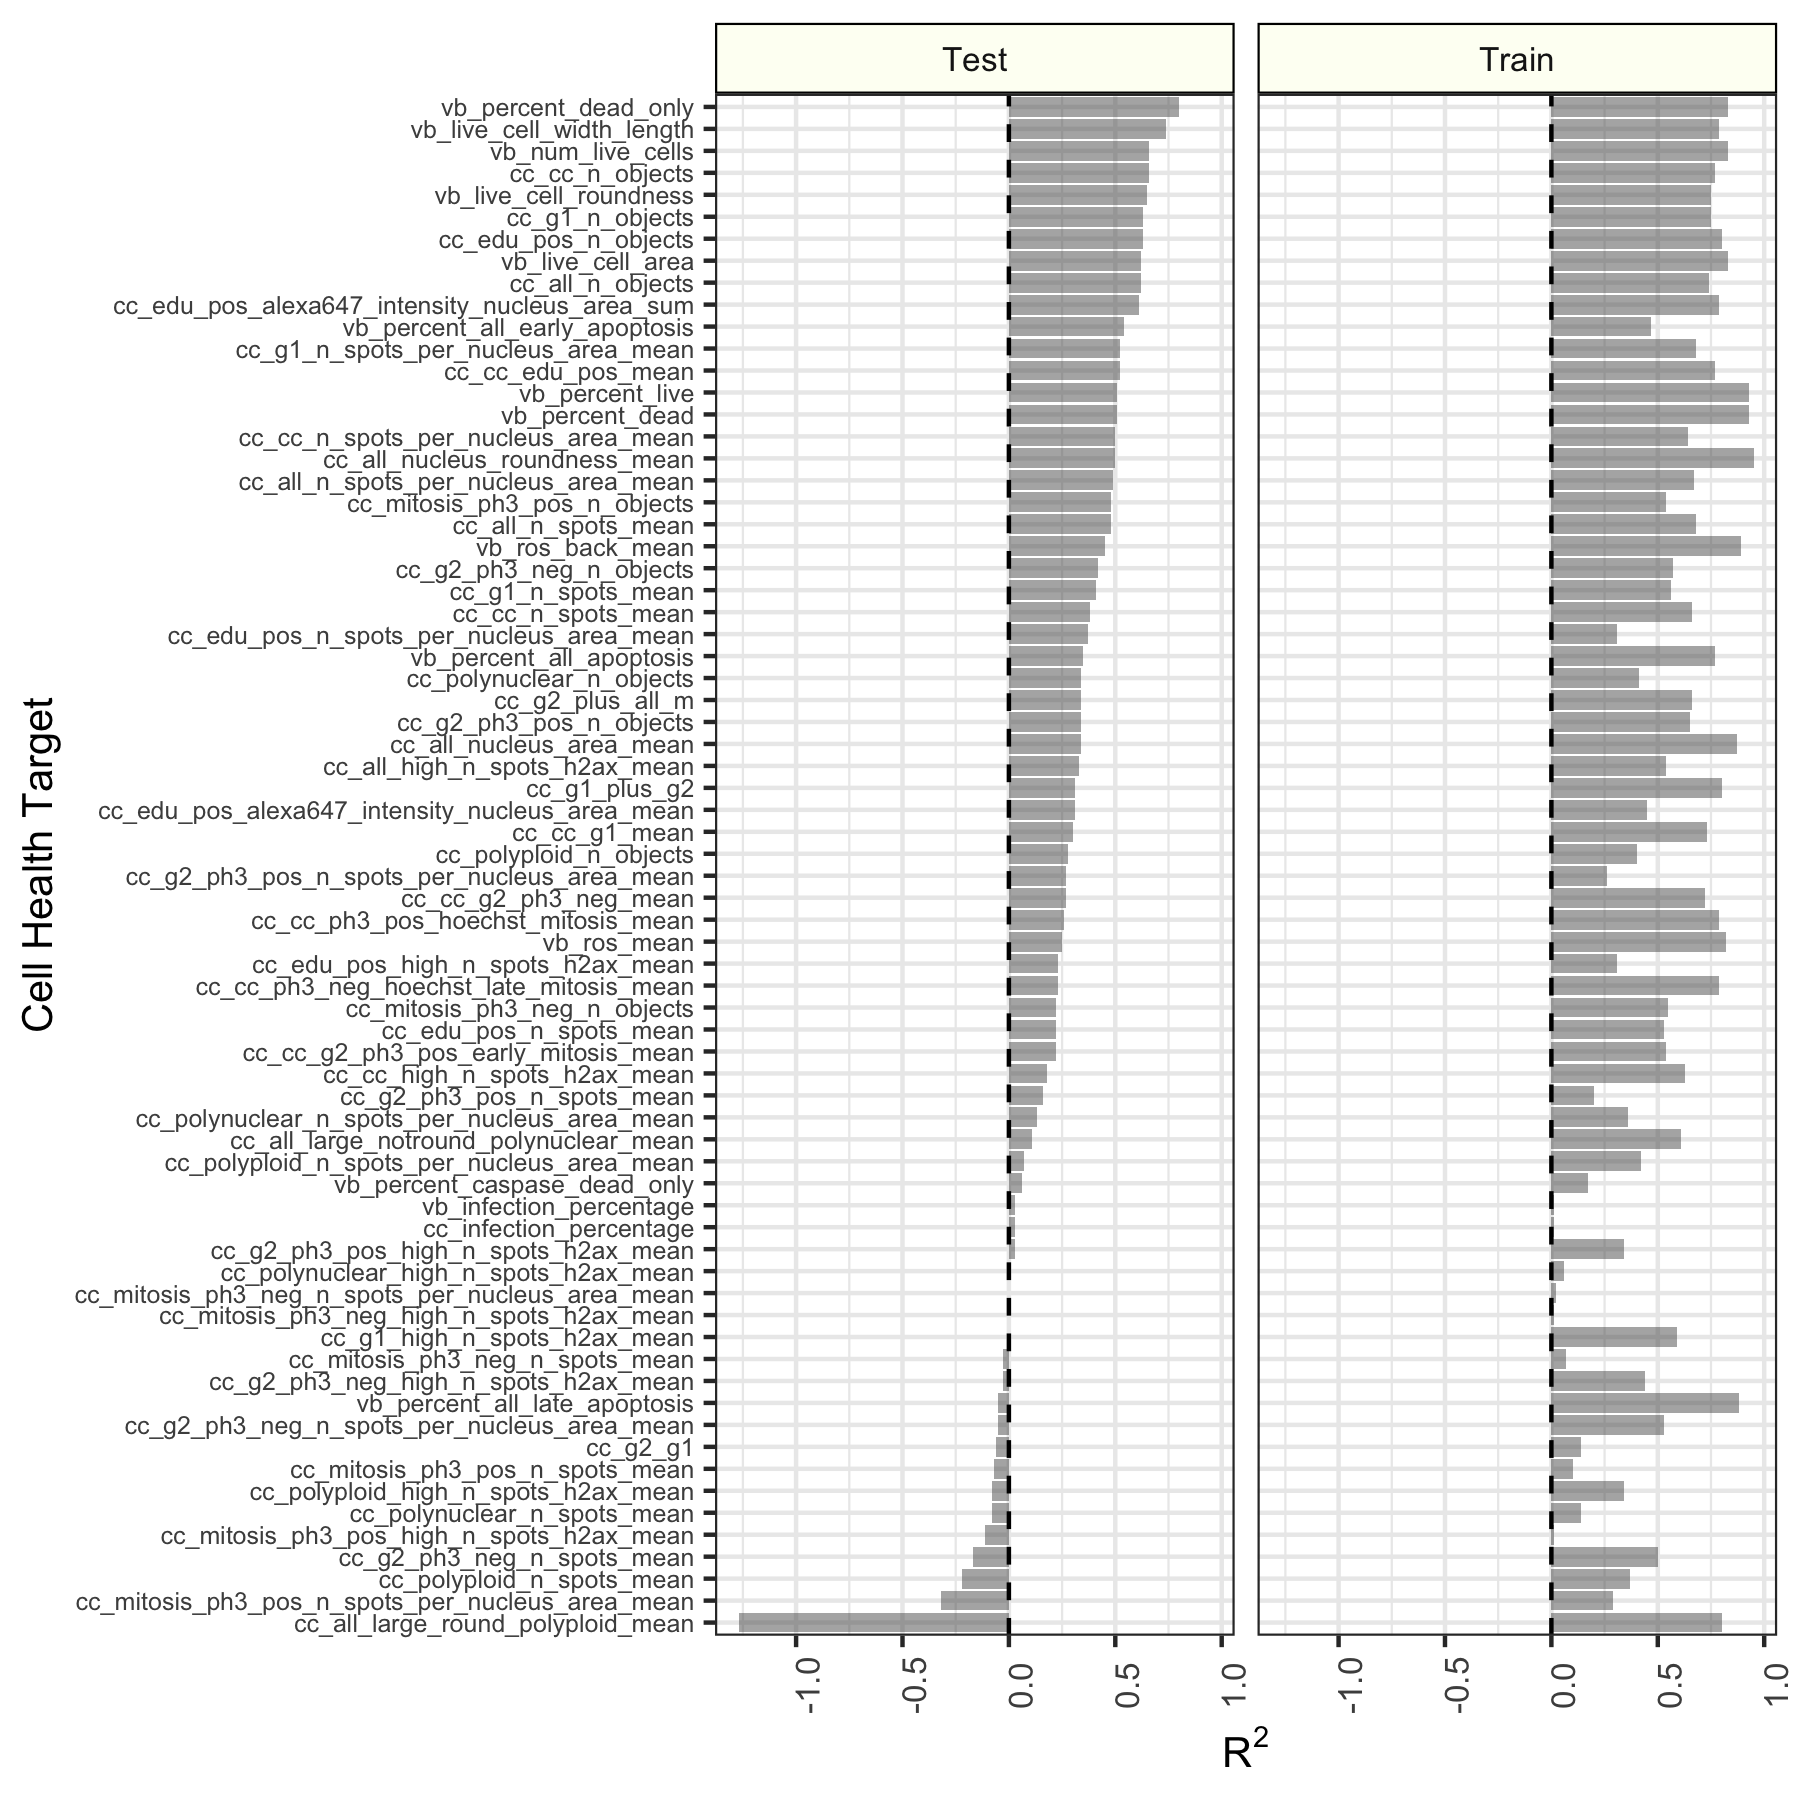 Test
Train
vb_percent_dead_only
vb_live_cell_width_length
vb_num_live_cells
cc_cc_n_objects
vb_live_cell_roundness
cc_g1_n_objects
cc_edu_pos_n_objects
vb_live_cell_area
cc_all_n_objects
cc_edu_pos_alexa647_intensity_nucleus_area_sum
vb_percent_all_early_apoptosis
cc_g1_n_spots_per_nucleus_area_mean
cc_cc_edu_pos_mean
vb_percent_live
vb_percent_dead
cc_cc_n_spots_per_nucleus_area_mean
cc_all_nucleus_roundness_mean
cc_all_n_spots_per_nucleus_area_mean
cc_mitosis_ph3_pos_n_objects
cc_all_n_spots_mean
vb_ros_back_mean
cc_g2_ph3_neg_n_objects
cc_g1_n_spots_mean
cc_cc_n_spots_mean
cc_edu_pos_n_spots_per_nucleus_area_mean
vb_percent_all_apoptosis
cc_polynuclear_n_objects
cc_g2_plus_all_m
cc_g2_ph3_pos_n_objects
cc_all_nucleus_area_mean
cc_all_high_n_spots_h2ax_mean
cc_g1_plus_g2
cc_edu_pos_alexa647_intensity_nucleus_area_mean
cc_cc_g1_mean
cc_polyploid_n_objects
cc_g2_ph3_pos_n_spots_per_nucleus_area_mean
cc_cc_g2_ph3_neg_mean
cc_cc_ph3_pos_hoechst_mitosis_mean
vb_ros_mean
cc_edu_pos_high_n_spots_h2ax_mean
cc_cc_ph3_neg_hoechst_late_mitosis_mean
cc_mitosis_ph3_neg_n_objects
cc_edu_pos_n_spots_mean
cc_cc_g2_ph3_pos_early_mitosis_mean
cc_cc_high_n_spots_h2ax_mean
cc_g2_ph3_pos_n_spots_mean
cc_polynuclear_n_spots_per_nucleus_area_mean
cc_all_large_notround_polynuclear_mean
cc_polyploid_n_spots_per_nucleus_area_mean
vb_percent_caspase_dead_only
vb_infection_percentage
cc_infection_percentage
cc_g2_ph3_pos_high_n_spots_h2ax_mean
cc_polynuclear_high_n_spots_h2ax_mean
cc_mitosis_ph3_neg_n_spots_per_nucleus_area_mean
cc_mitosis_ph3_neg_high_n_spots_h2ax_mean
cc_g1_high_n_spots_h2ax_mean
cc_mitosis_ph3_neg_n_spots_mean
cc_g2_ph3_neg_high_n_spots_h2ax_mean
vb_percent_all_late_apoptosis
cc_g2_ph3_neg_n_spots_per_nucleus_area_mean
cc_g2_g1
cc_mitosis_ph3_pos_n_spots_mean
cc_polyploid_high_n_spots_h2ax_mean
cc_polynuclear_n_spots_mean
cc_mitosis_ph3_pos_high_n_spots_h2ax_mean
cc_g2_ph3_neg_n_spots_mean
cc_polyploid_n_spots_mean
cc_mitosis_ph3_pos_n_spots_per_nucleus_area_mean
cc_all_large_round_polyploid_mean
Cell Health Target
-1.0 -0.5 0.0 0.5 1.0
-1.0 -0.5 0.0 0.5 1.0
R²